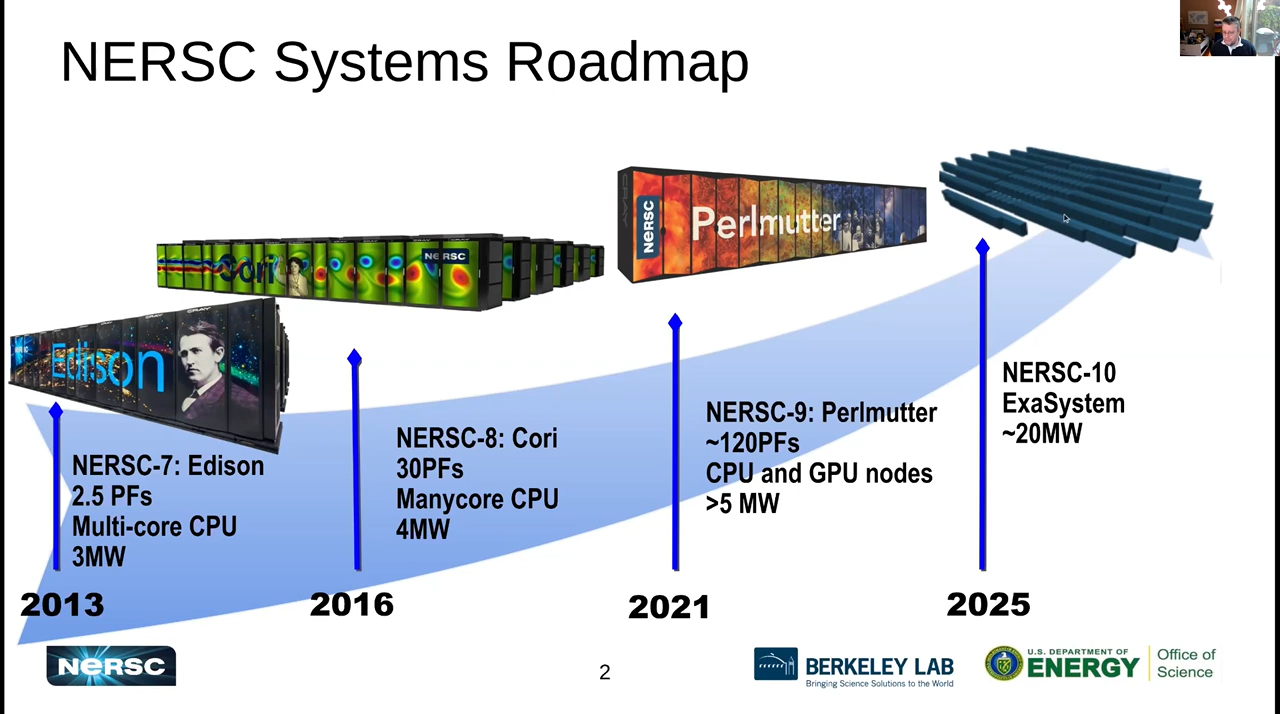 NERSC Systems Roadmap
Edison
CRAY
Cori
NERSC
NERSC
Perlmutter
NERSC-7: Edison
2.5 PFs
Multi-core CPU
3MW
NERSC-8: Cori
30PFs
Manycore CPU
4MW
NERSC-9: Perlmutter
~120PFs
CPU and GPU nodes
>5 MW
NERSC-10
ExaSystem
~20MW
2013
2016
2021
2025
NERSC
2
BERKELEY LAB
Bringing Science Solutions to the World
U.S. DEPARTMENT OF
ENERGY
Office of
Science